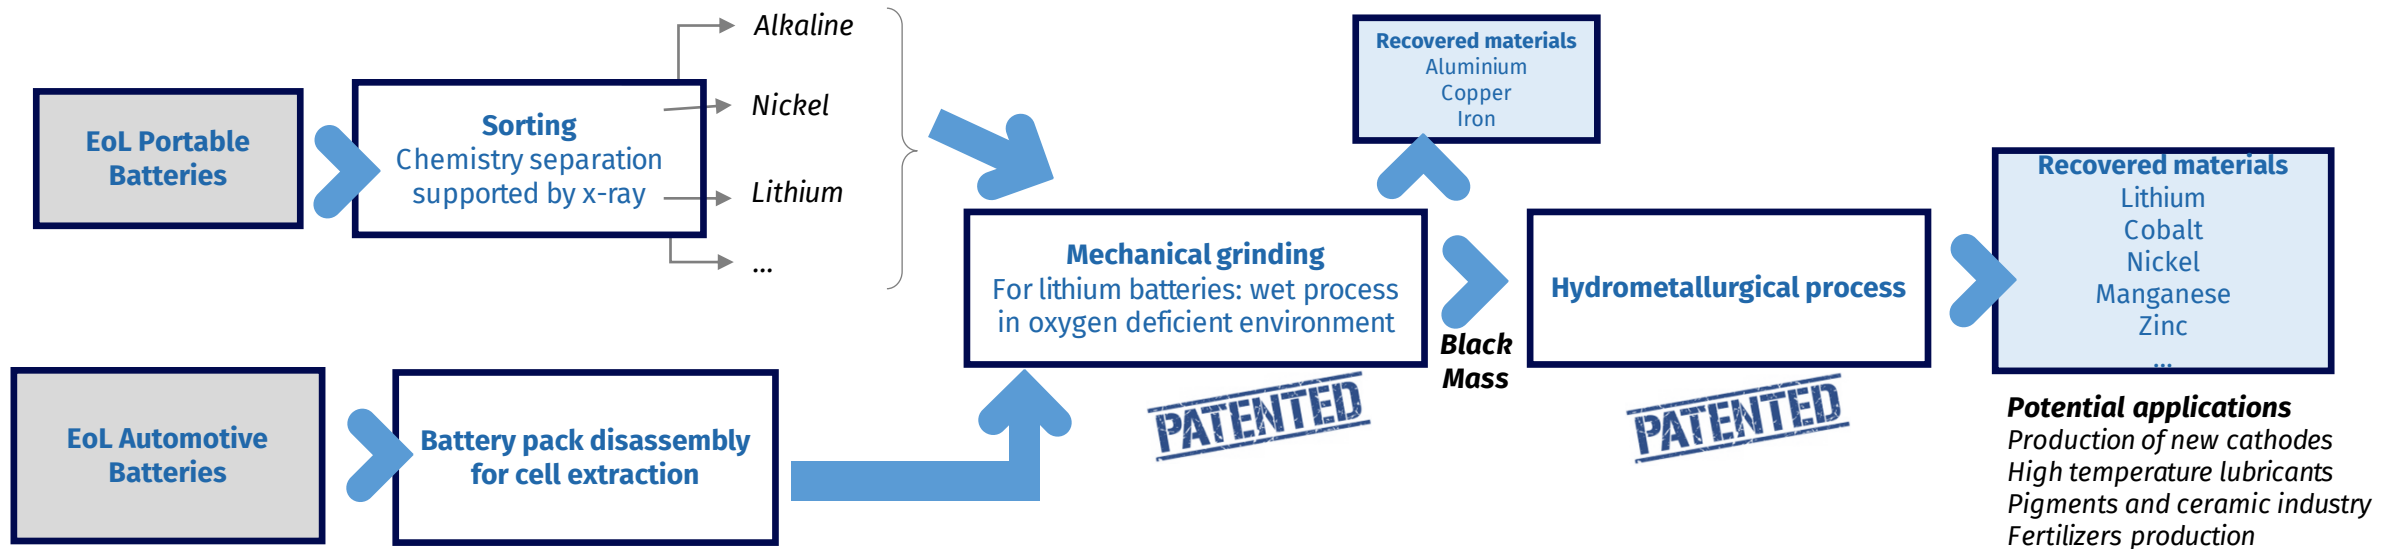 EoL Portable
Batteries
Sorting
Chemistry separation
supported by x-ray
Alkaline
Nickel
Lithium
...
EoL Automotive
Batteries
Battery pack disassembly
for cell extraction
Mechanical grinding
For lithium batteries: wet process
in oxygen deficient environment
PATENTED
Recovered materials
Aluminium
Copper
Iron
Black
Mass
Hydrometallurgical process
PATENTED
Recovered materials
Lithium
Cobalt
Nickel
Manganese
Zinc
...
Potential applications
Production of new cathodes
High temperature lubricants
Pigments and ceramic industry
Fertilizers production